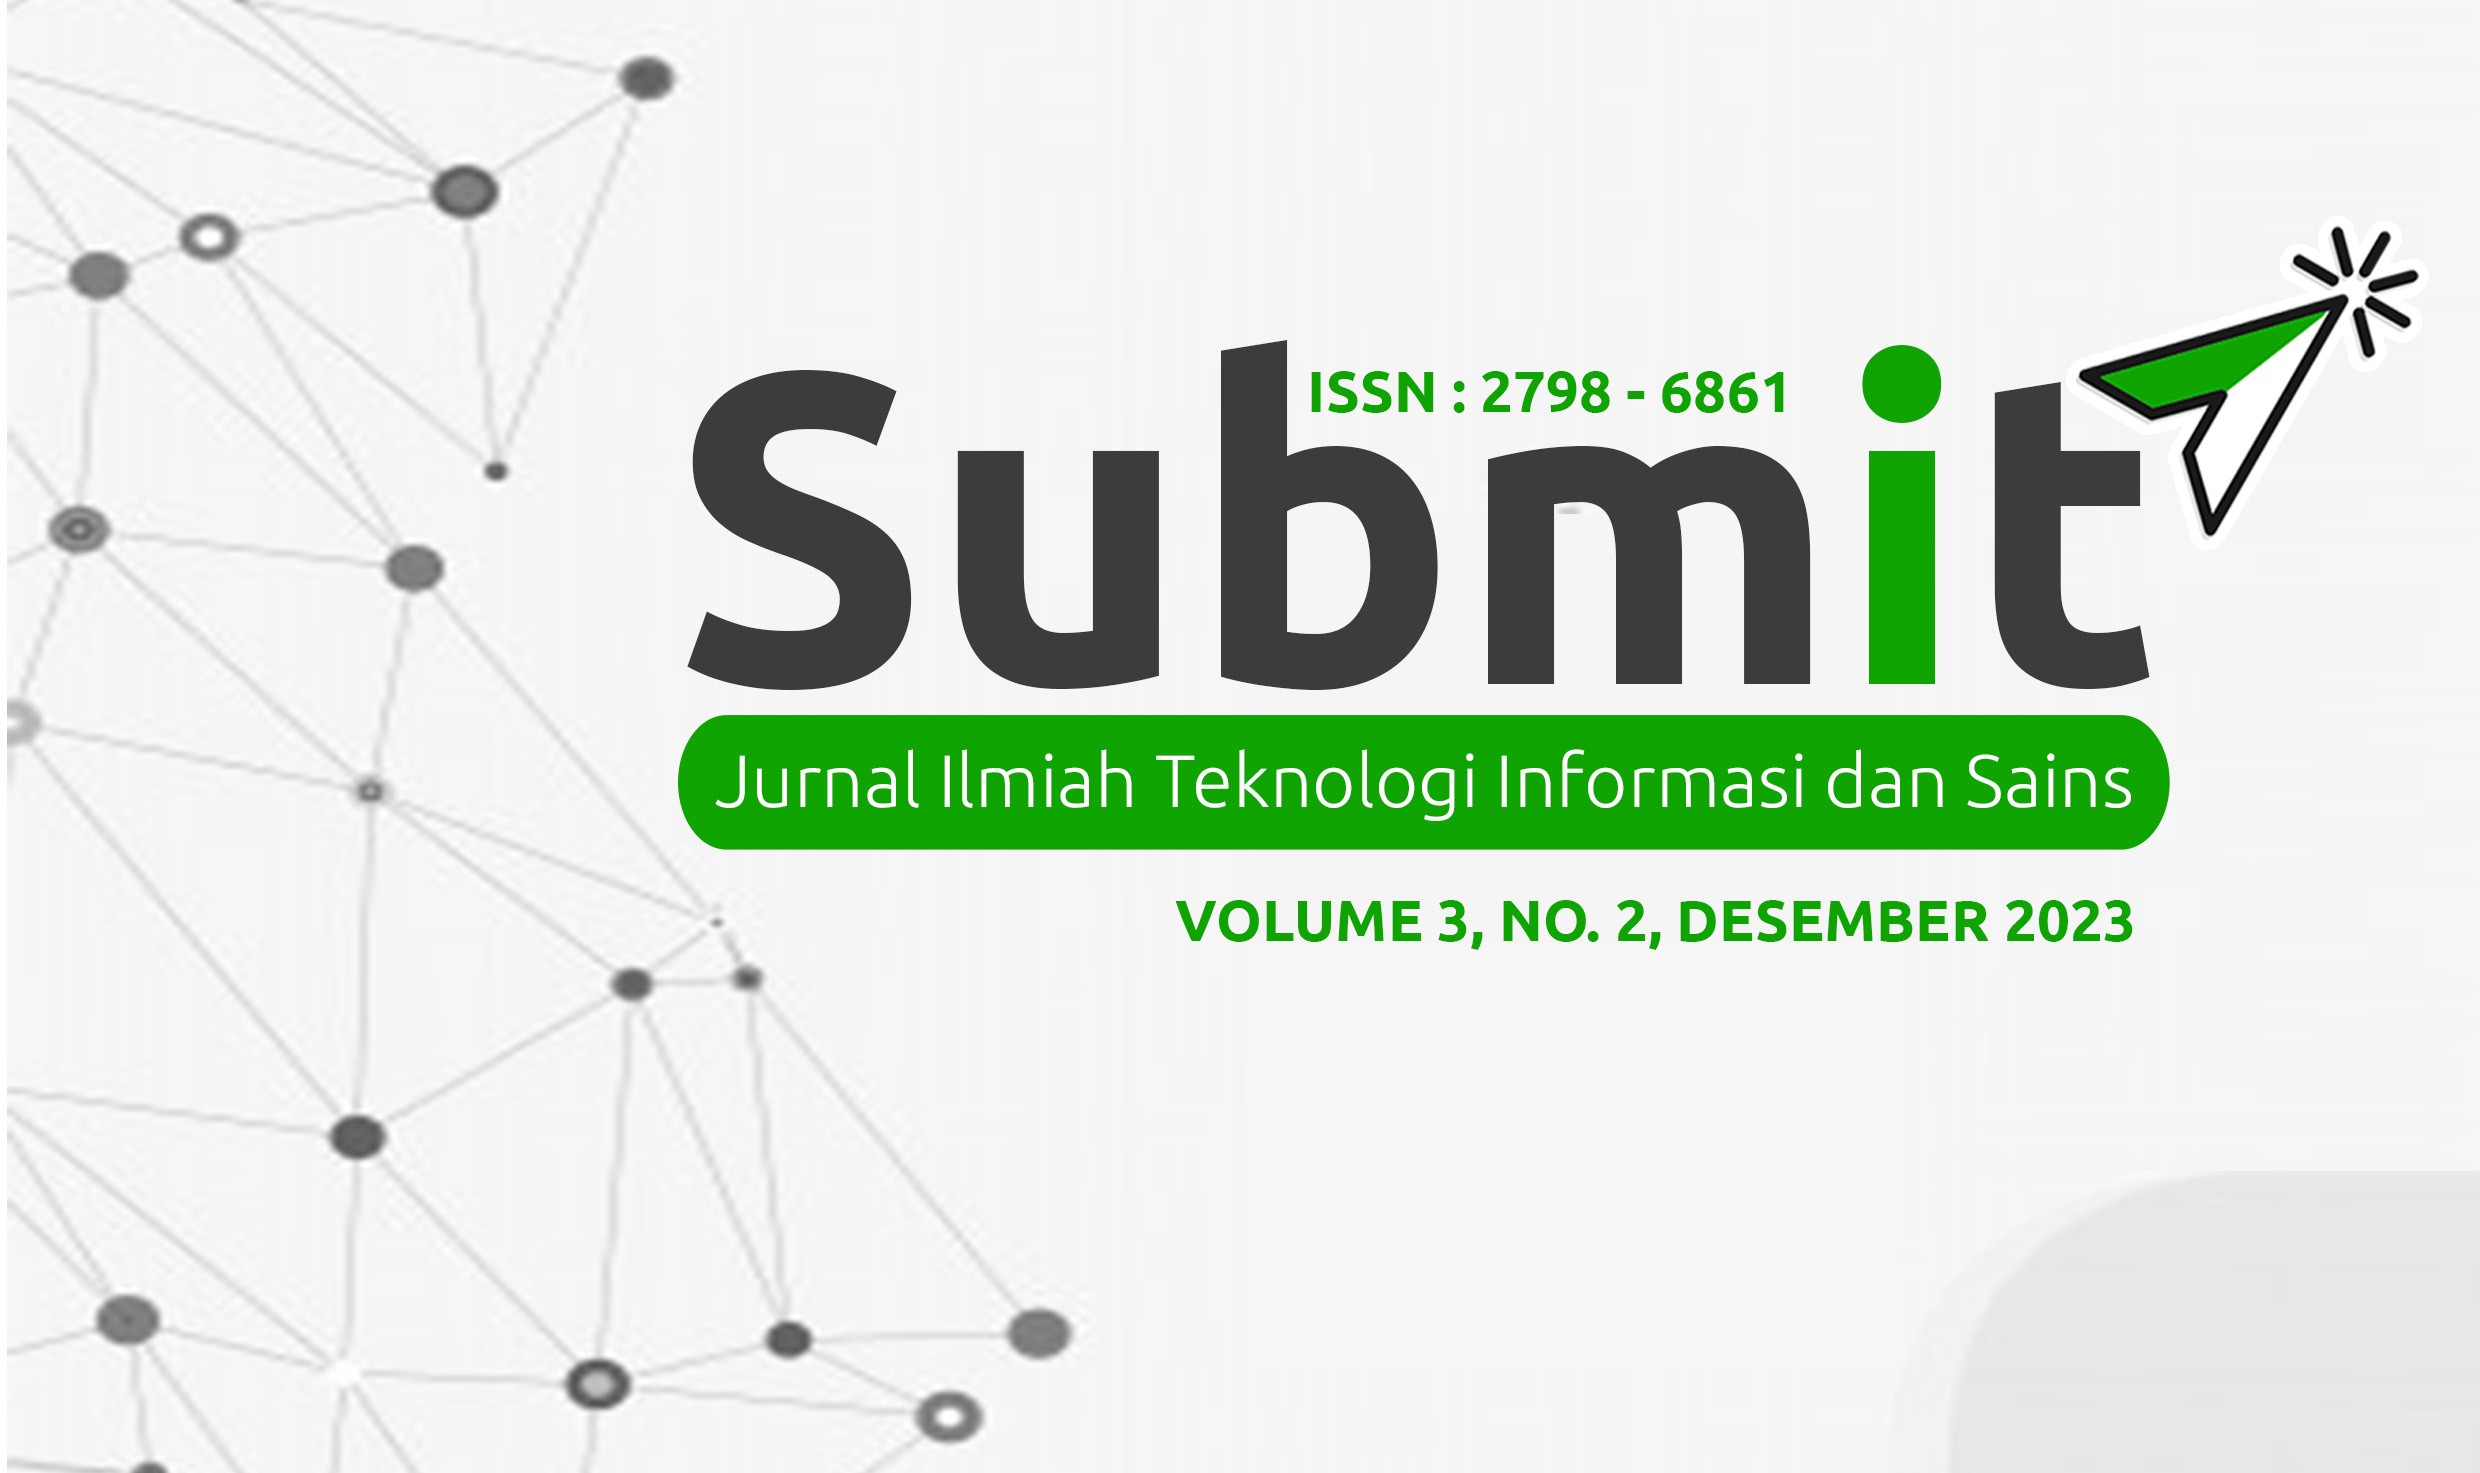 ISSN : 2798 - 6861
Submit
Jurnal Ilmiah Teknologi Informasi dan Sains
VOLUME 3, NO. 2, DESEMBER 2023